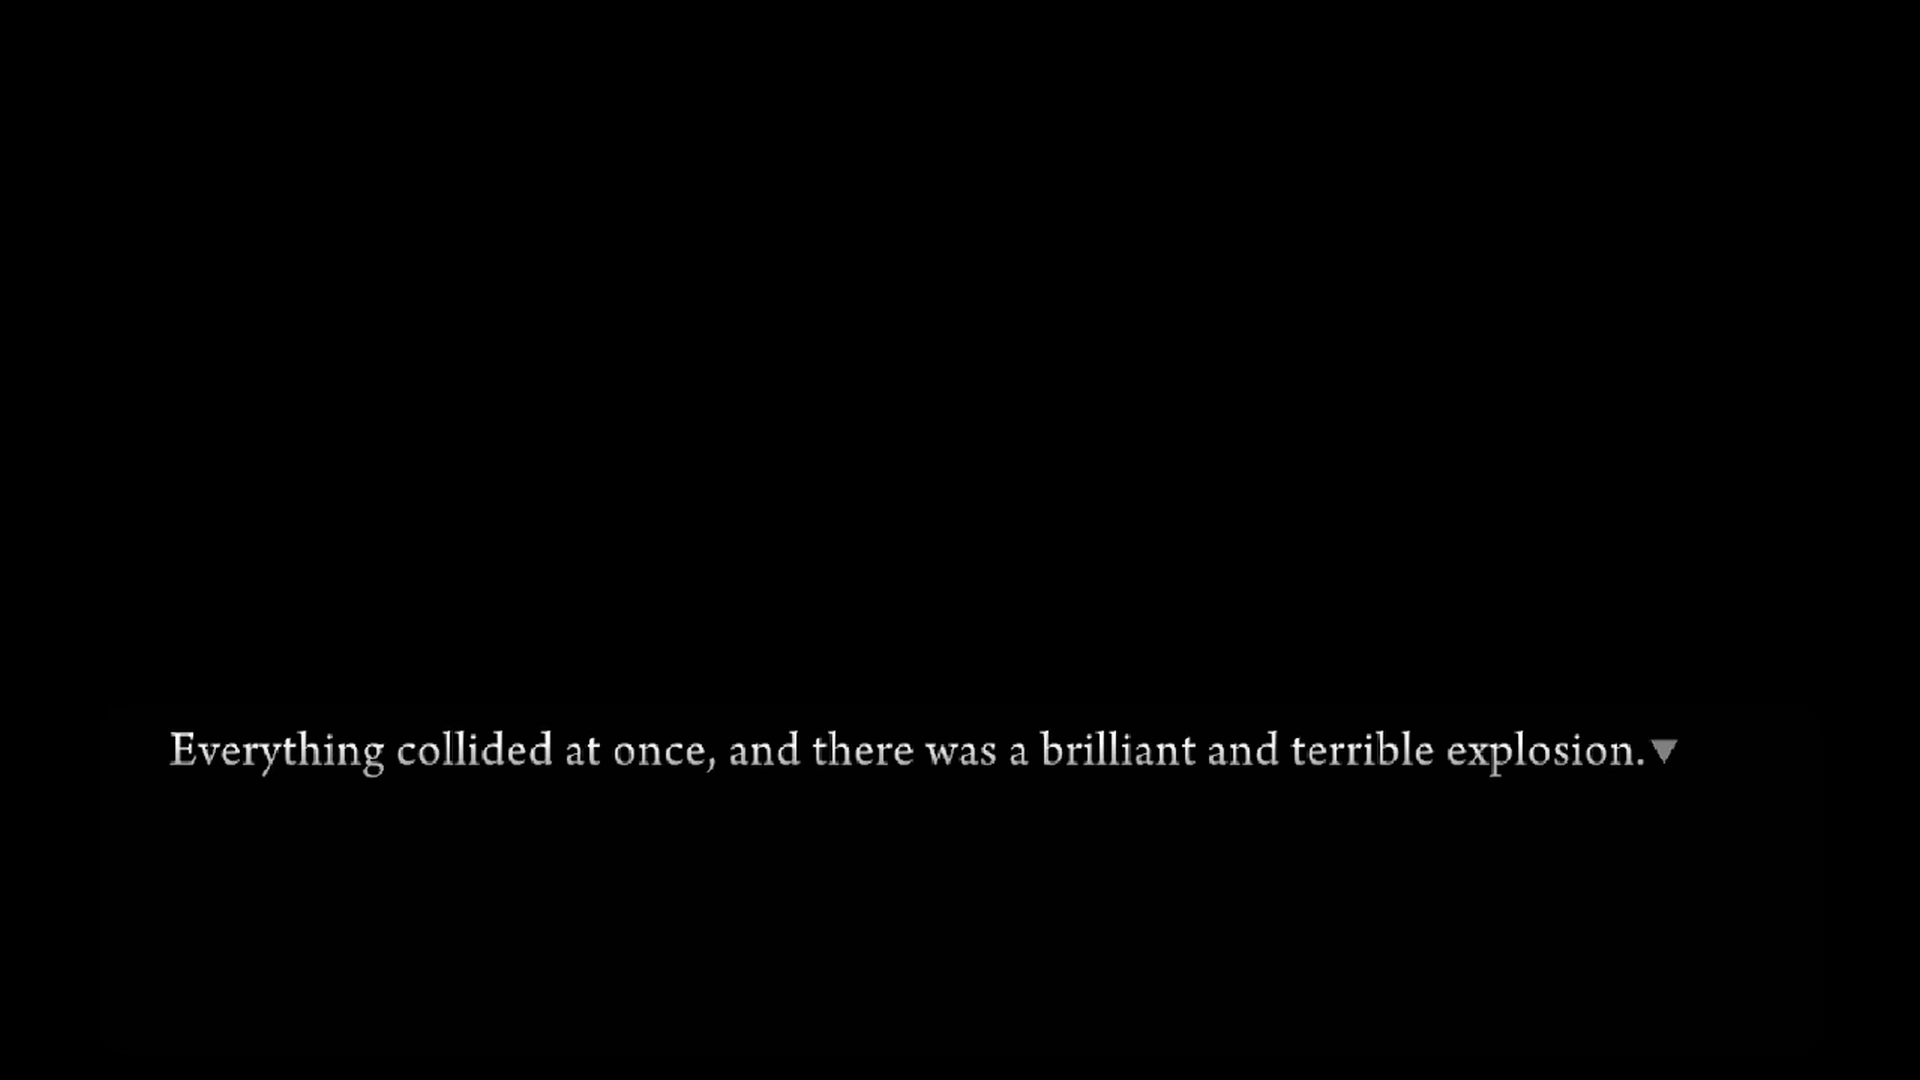 Everything collided at once, and there was a brilliant and terrible explosion.